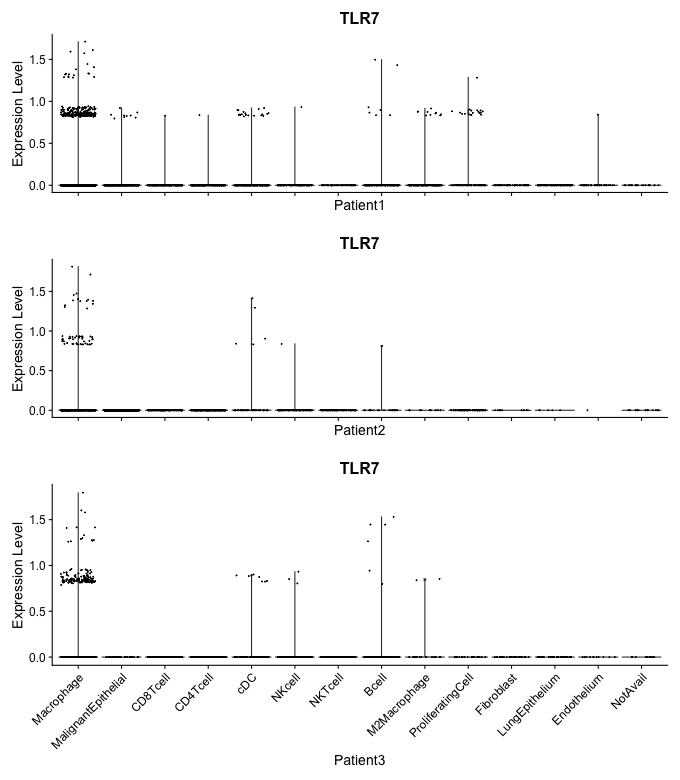 TLR7
Expression Level
1.5
1.0
0.5
0.0
Patient1
TLR7
Expression Level
1.5
1.0
0.5
0.0
Patient2
TLR7
Expression Level
1.5
1.0
0.5
0.0
Macrophage
MalignantEpithelial
CD8Tcell
CD4Tcell
cDC
NKcell
NKTcell
Bcell
M2Macrophage
ProliferatingCell
Fibroblast
LungEpithelium
Endothelium
NotAvail
Patient3